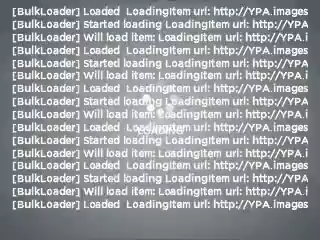 [BulkLoader] Loaded LoadingItem url: http://YPA.images
[BulkLoader] Started loading LoadingItem url: http://YPA
[BulkLoader] Will load item: LoadingItem url: http://YPA.i
[BulkLoader] Loaded LoadingItem url: http://YPA.images
[BulkLoader] Started loading LoadingItem url: http://YPA
[BulkLoader] Will load item: LoadingItem url: http://YPA.i
[BulkLoader] Loaded LoadingItem url: http://YPA.images
[BulkLoader] Started loading LoadingItem url: http://YPA
[BulkLoader] Will load item: LoadingItem url: http://YPA.i
[BulkLoader] Loaded LoadingItem url: http://YPA.images
[BulkLoader] Started loading LoadingItem url: http://YPA
[BulkLoader] Will load item: LoadingItem url: http://YPA.i
[BulkLoader] Loaded LoadingItem url: http://YPA.images
[BulkLoader] Started loading LoadingItem url: http://YPA
[BulkLoader] Will load item: LoadingItem url: http://YPA.i
[BulkLoader] Loaded LoadingItem url: http://YPA.images